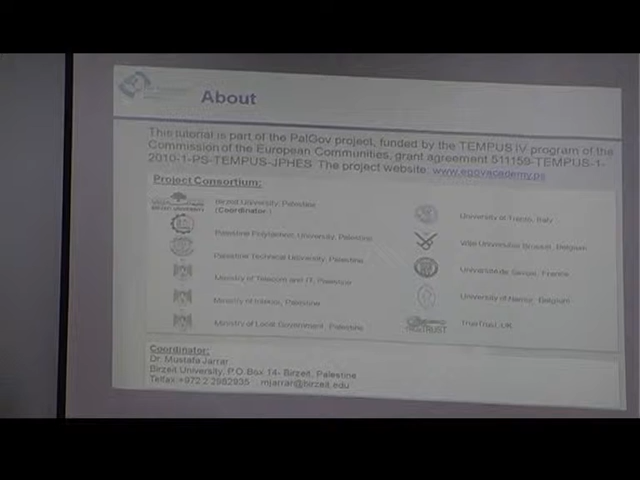 About
This tutorial is part of the PalGov project, funded by the TEMPUS IV program of the
Commission of the European Communities, grant agreement 511159-TEMPUS-1-
2010-1-PS-TEMPUS-JPHES. The project website: www.egovacademy.ps
Project Consortium:
Birzeit University, Palestine
(Coordinator )
Palestine Polytechnic University, Palestine
Palestine Technical University, Palestine
Ministry of Telecom and IT, Palestine
Ministry of Interior, Palestine
Ministry of Local Government, Palestine
University of Trento, Italy
Vrije Universiteit Brussel, Belgium
Université de Savoie, France
University of Namur, Belgium
TrueTrust, UK
Coordinator:
Dr. Mustafa Jarrar
Birzeit University, P.O.Box 14- Birzeit, Palestine
Telfax:+972 2 2982935 mjarrar@birzeit.edu